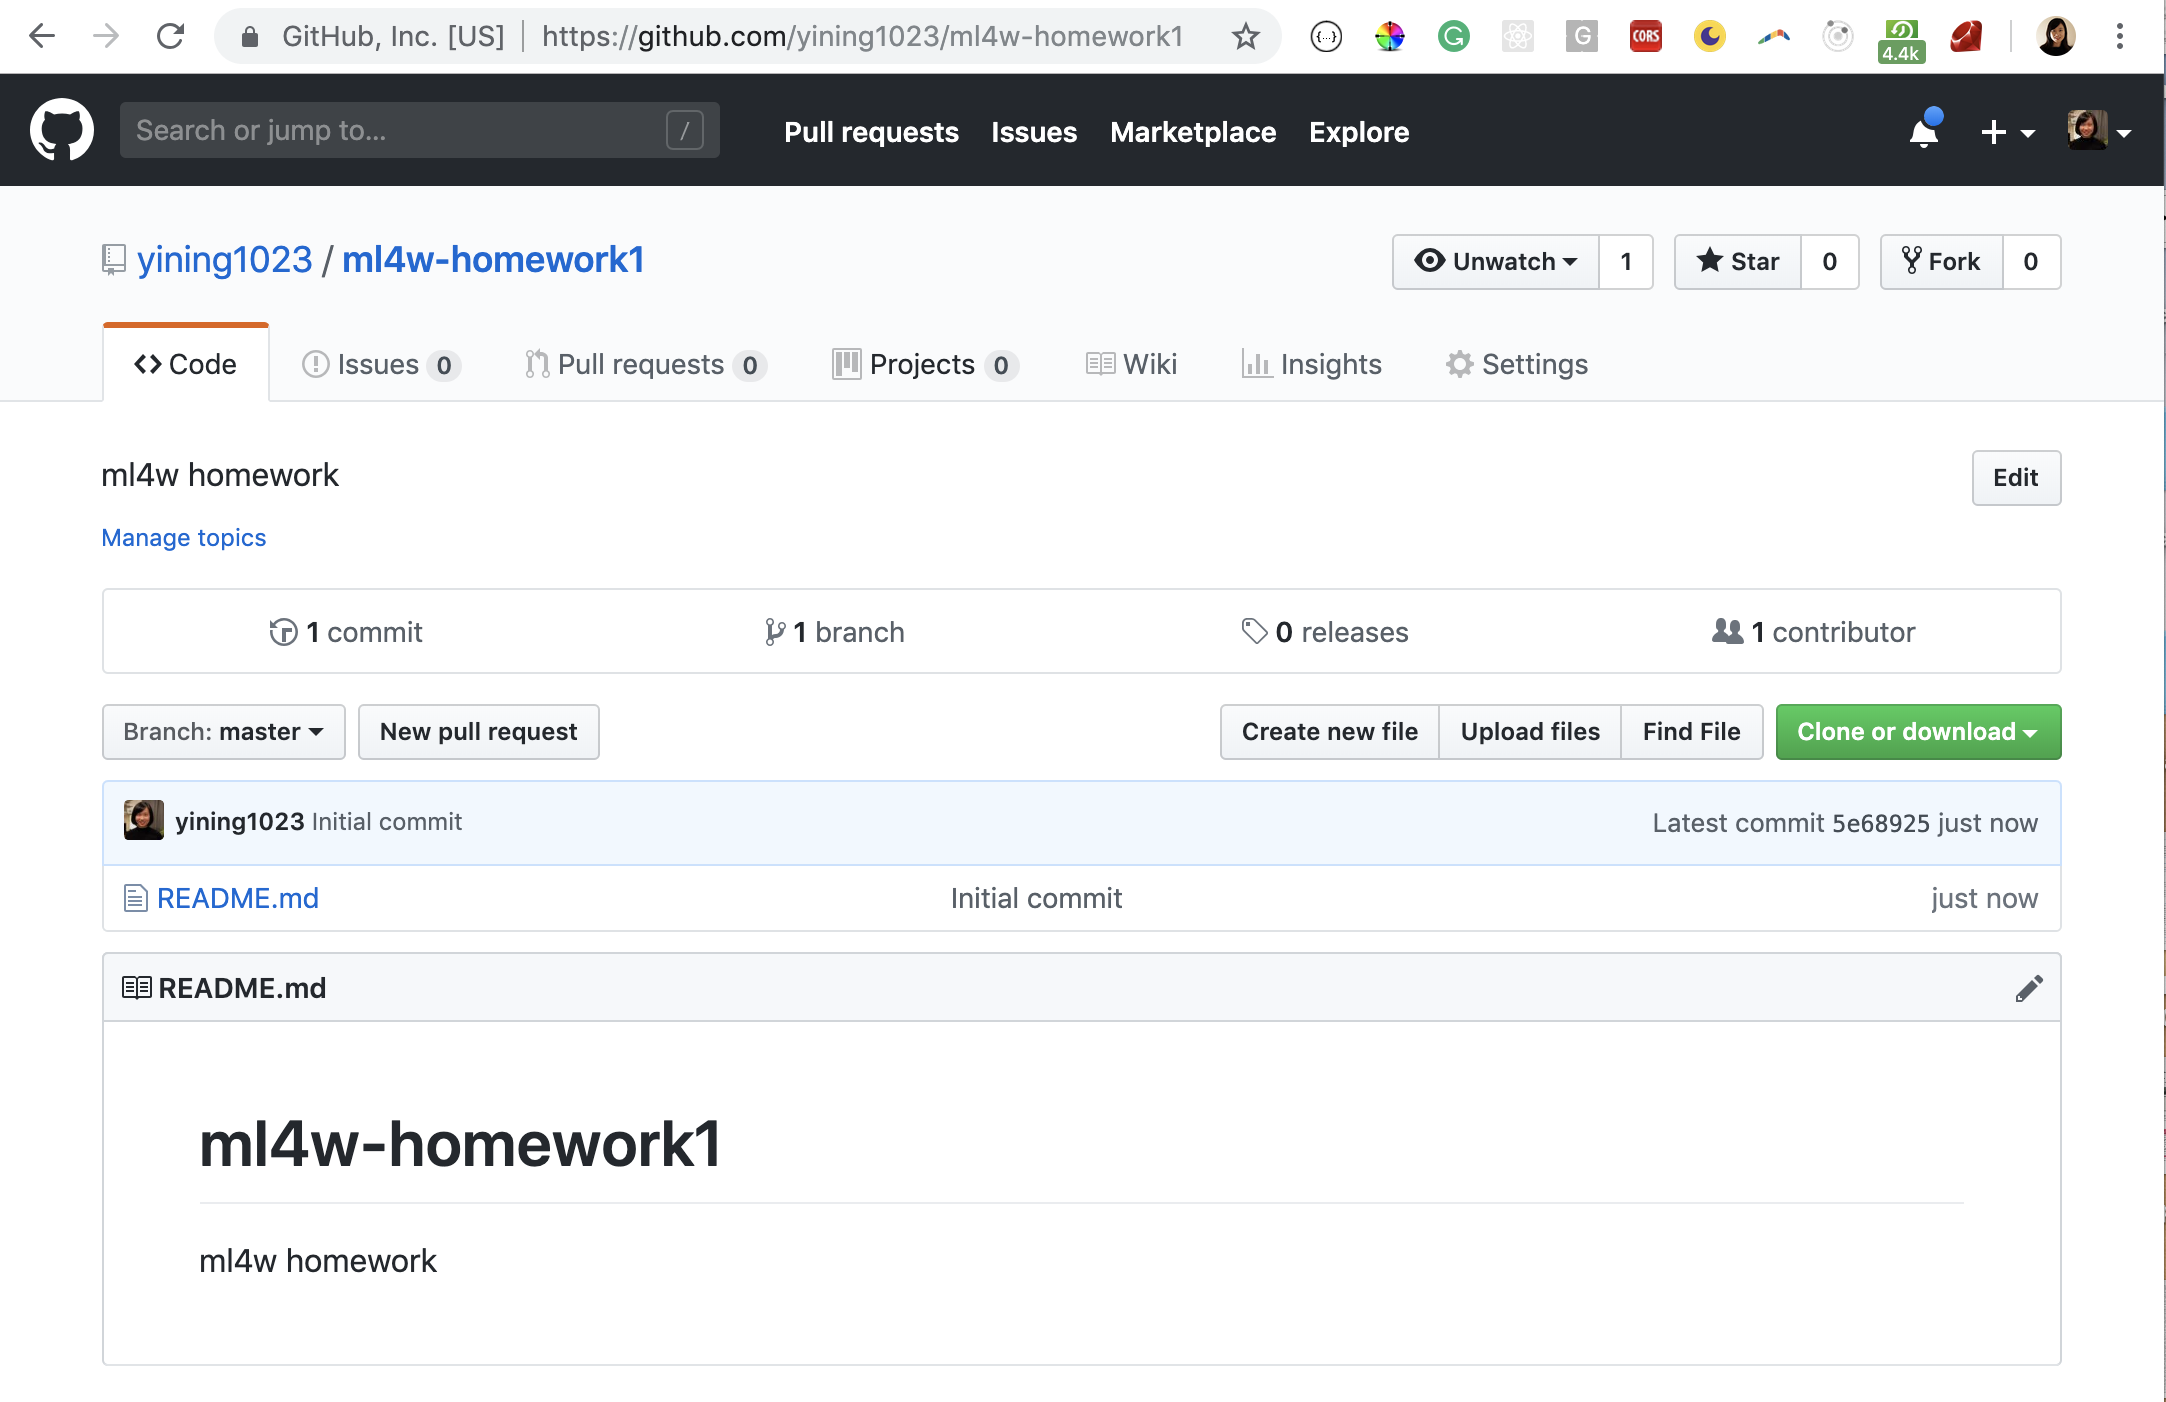 GitHub, Inc. [US] https://github.com/yining1023/ml4w-homework1
{...} G G CORS 4.4k
Search or jump to... / Pull requests Issues Marketplace Explore
yining1023 / ml4w-homework1 Unwatch 1 Star 0 Fork 0
Code Issues 0 Pull requests 0 Projects 0 Wiki Insights Settings
ml4w homework Edit
Manage topics
1 commit 1 branch 0 releases 1 contributor
Branch: master New pull request Create new file Upload files Find File Clone or download
yining1023 Initial commit Latest commit 5e68925 just now
README.md Initial commit just now
README.md
ml4w-homework1
ml4w homework